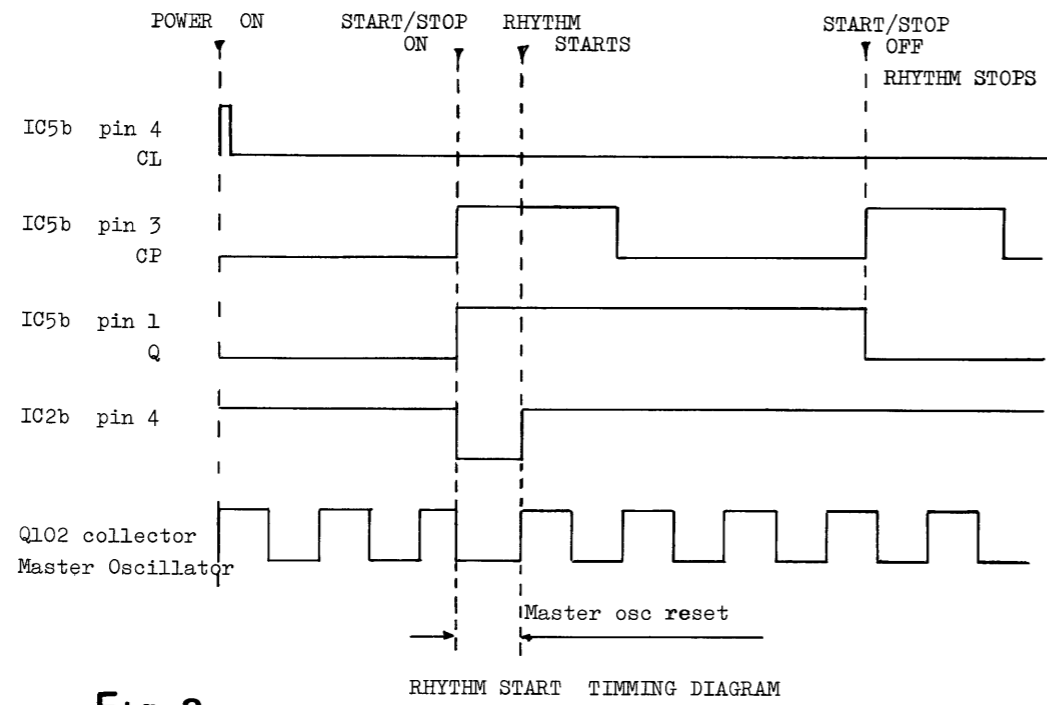 POWER ON
START/STOP
ON
RHYTHM
STARTS
START/STOP
OFF
RHYTHM STOPS
IC5b pin 4
CL
IC5b pin 3
CP
IC5b pin 1
Q
IC2b pin 4
Q102 collector
Master Oscillator
Master osc reset
RHYTHM START TIMMING DIAGRAM